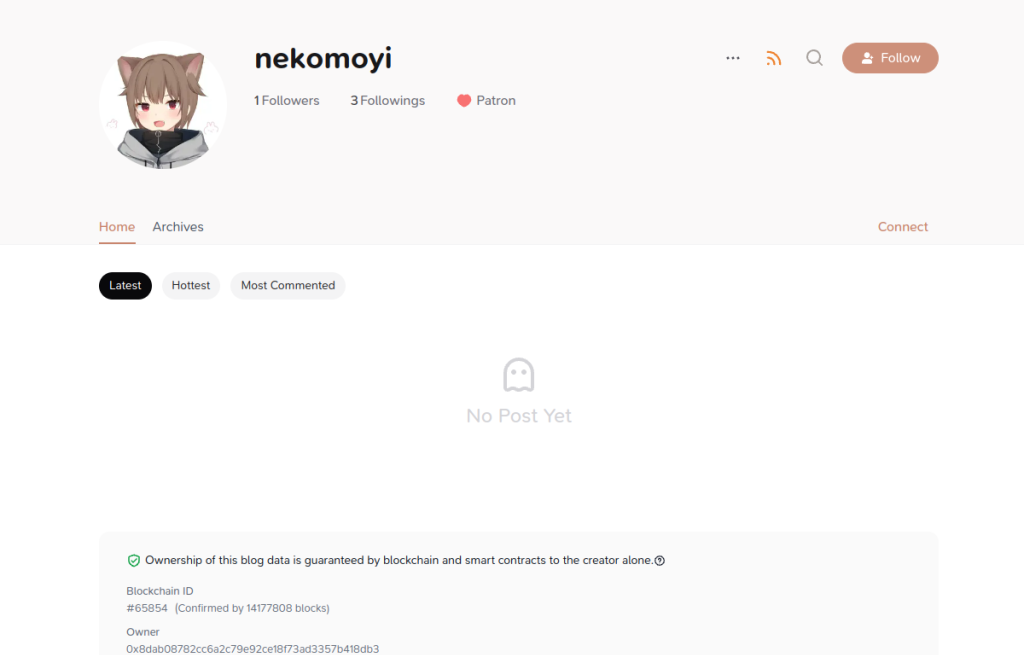 nekomoyi
1 Followers 3 Followings Patron
Follow
Home Archives Connect
Latest Hottest Most Commented
No Post Yet
Ownership of this blog data is guaranteed by blockchain and smart contracts to the creator alone.
Blockchain ID
#65854 (Confirmed by 14177808 blocks)
Owner
0x8dab08782cc6a2c79e92ce18f73ad3357b418db3